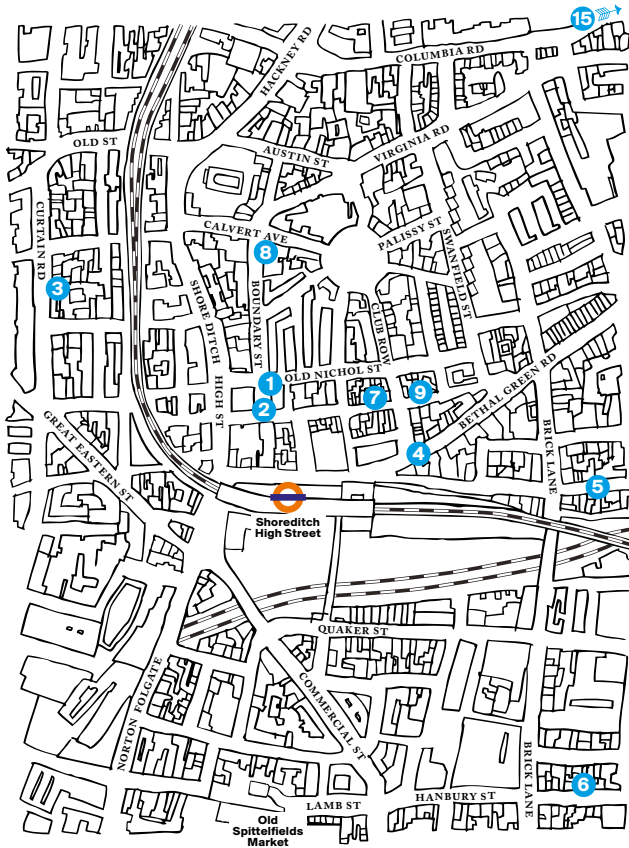 15
HACKNEY RD
COLUMBIA RD
OLD ST
AUSTIN ST
VIRGINIA RD
CURTAIN RD
CALVERT AVE
8
PALISSY ST
SWANFIELD ST
3
SHORE DITCH HIGH ST
BOUNDARY ST
CLUB ROW
1
OLD NICHOL ST
2
7
9
BETHAL GREEN RD
GREAT EASTERN ST
4
BRICK LANE
5
Shoreditch
High Street
QUAKER ST
NORTON FOLGATE
COMMERCIAL ST
BRICK LANE
6
HANBURY ST
LAMB ST
Old
Spittelfields
Market